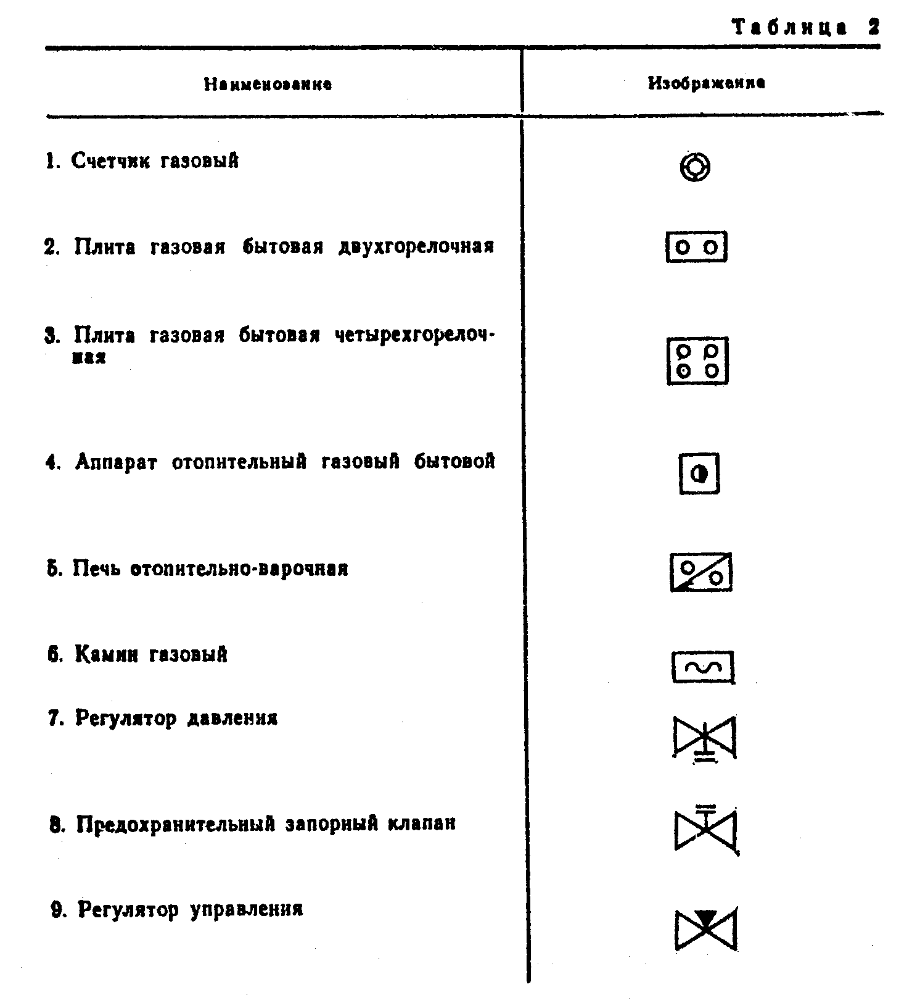 Таблица 2
Наименование Изображение
1. Счетчик газовый
2. Плита газовая бытовая двухгорелочная
3. Плита газовая бытовая четырехгорелоч-
ная
4. Аппарат отопительный газовый бытовой
5. Печь отопительно-варочная
6. Камин газовый
7. Регулятор давления
8. Предохранительный запорный клапан
9. Регулятор управления